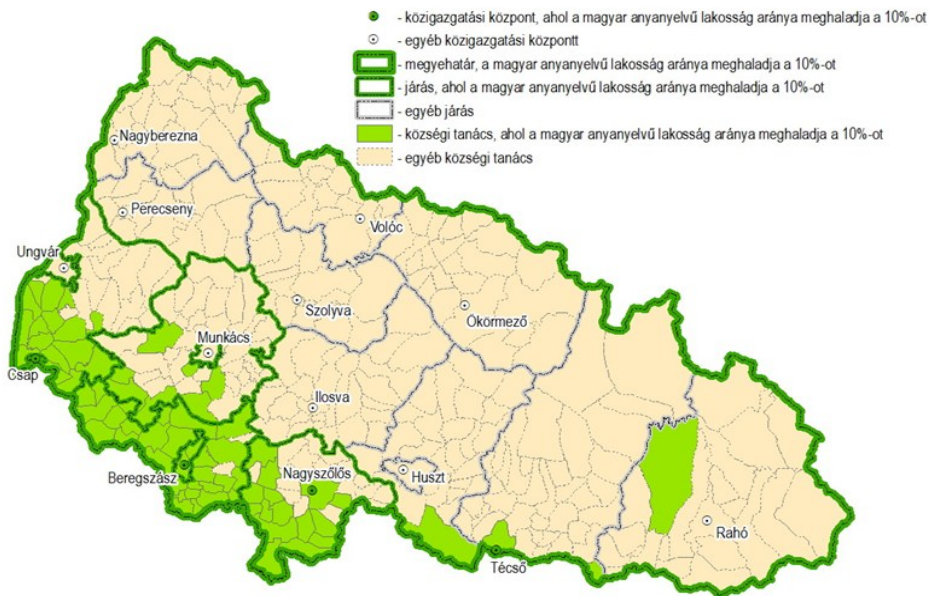 - közigazgatási központ, ahol a magyar anyanyelvű lakosság aránya meghaladja a 10%-ot
- egyéb közigazgatási központt
- megyehatár, a magyar anyanyelvű lakosság aránya meghaladja a 10%-ot
- járás, ahol a magyar anyanyelvű lakosság aránya meghaladja a 10%-ot
- egyéb járás
- községi tanács, ahol a magyar anyanyelvű lakosság aránya meghaladja a 10%-ot
- egyéb községi tanács
Nagyberezna
Perecseny
Volóc
Ungvár
Szolyva
Ökörmező
Munkács
Csap
Ilosva
Beregszász
Nagyszőlős
Huszt
Rahó
Técső